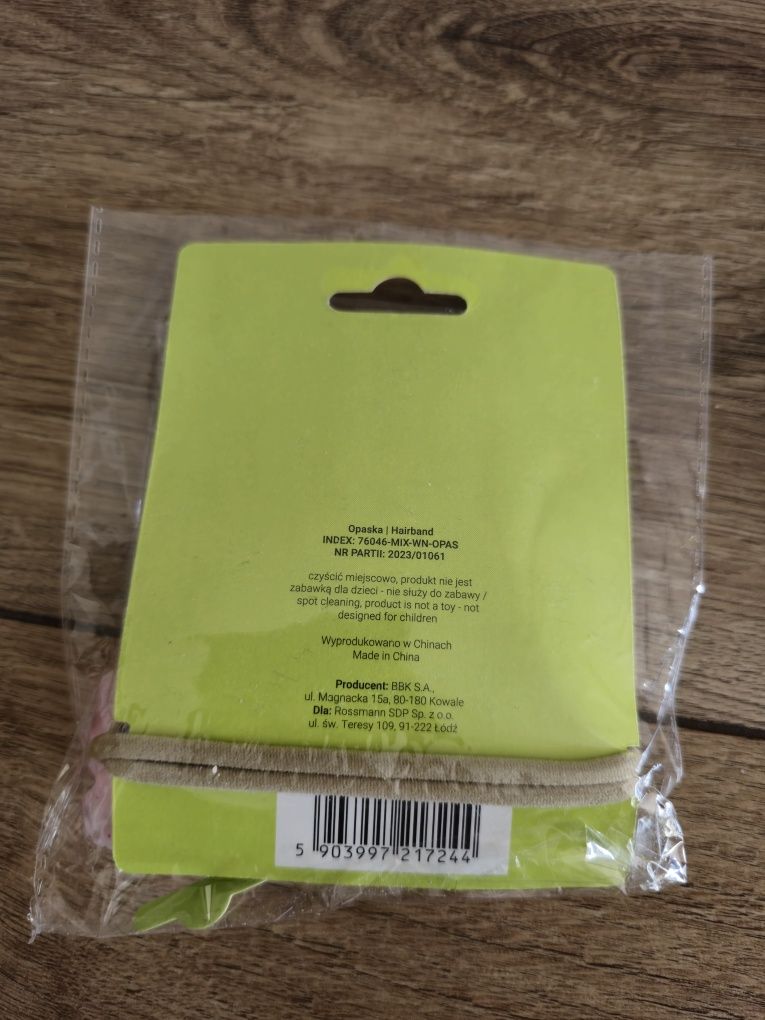 Opaska | Hairband
INDEX: 76046-MIX-WN-OPAS
NR PARTII: 2023/01061
czyścić miejscowo, produkt nie jest
zabawką dla dzieci - nie służy do zabawy /
spot cleaning, product is not a toy - not
designed for children
Wyprodukowano w Chinach
Made in China
Producent: BBK S.A.,
ul. Magnacka 15a, 80-180 Kowale
Dla: Rossmann SDP Sp. z o.o.
ul. św. Teresy 109, 91-222 Łódź
5 903997 217244